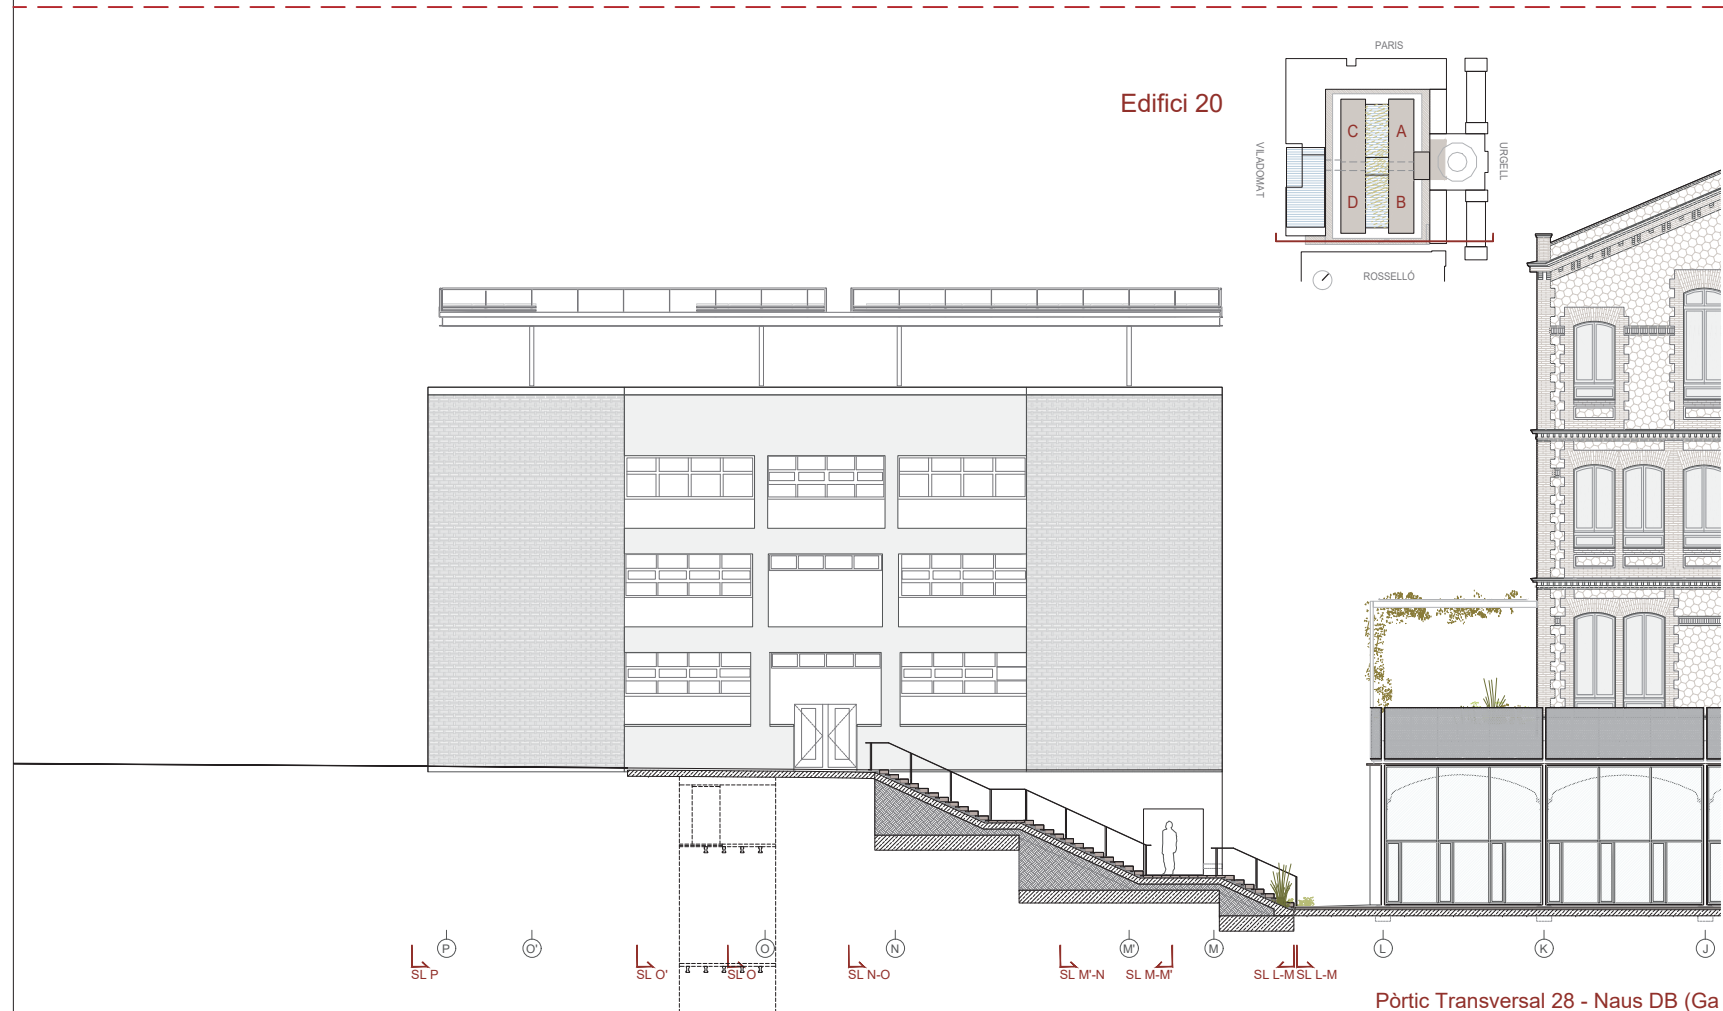 PARIS
Edifici 20
C A
VILADOMAT
URGELL
D B
ROSSELLÓ
P O' O N M' M L K J
SL P SL O' SL O SL N-O SL M'-N SL M-M' SL L-M SL L-M
Pòrtic Transversal 28 - Naus DB (Ga